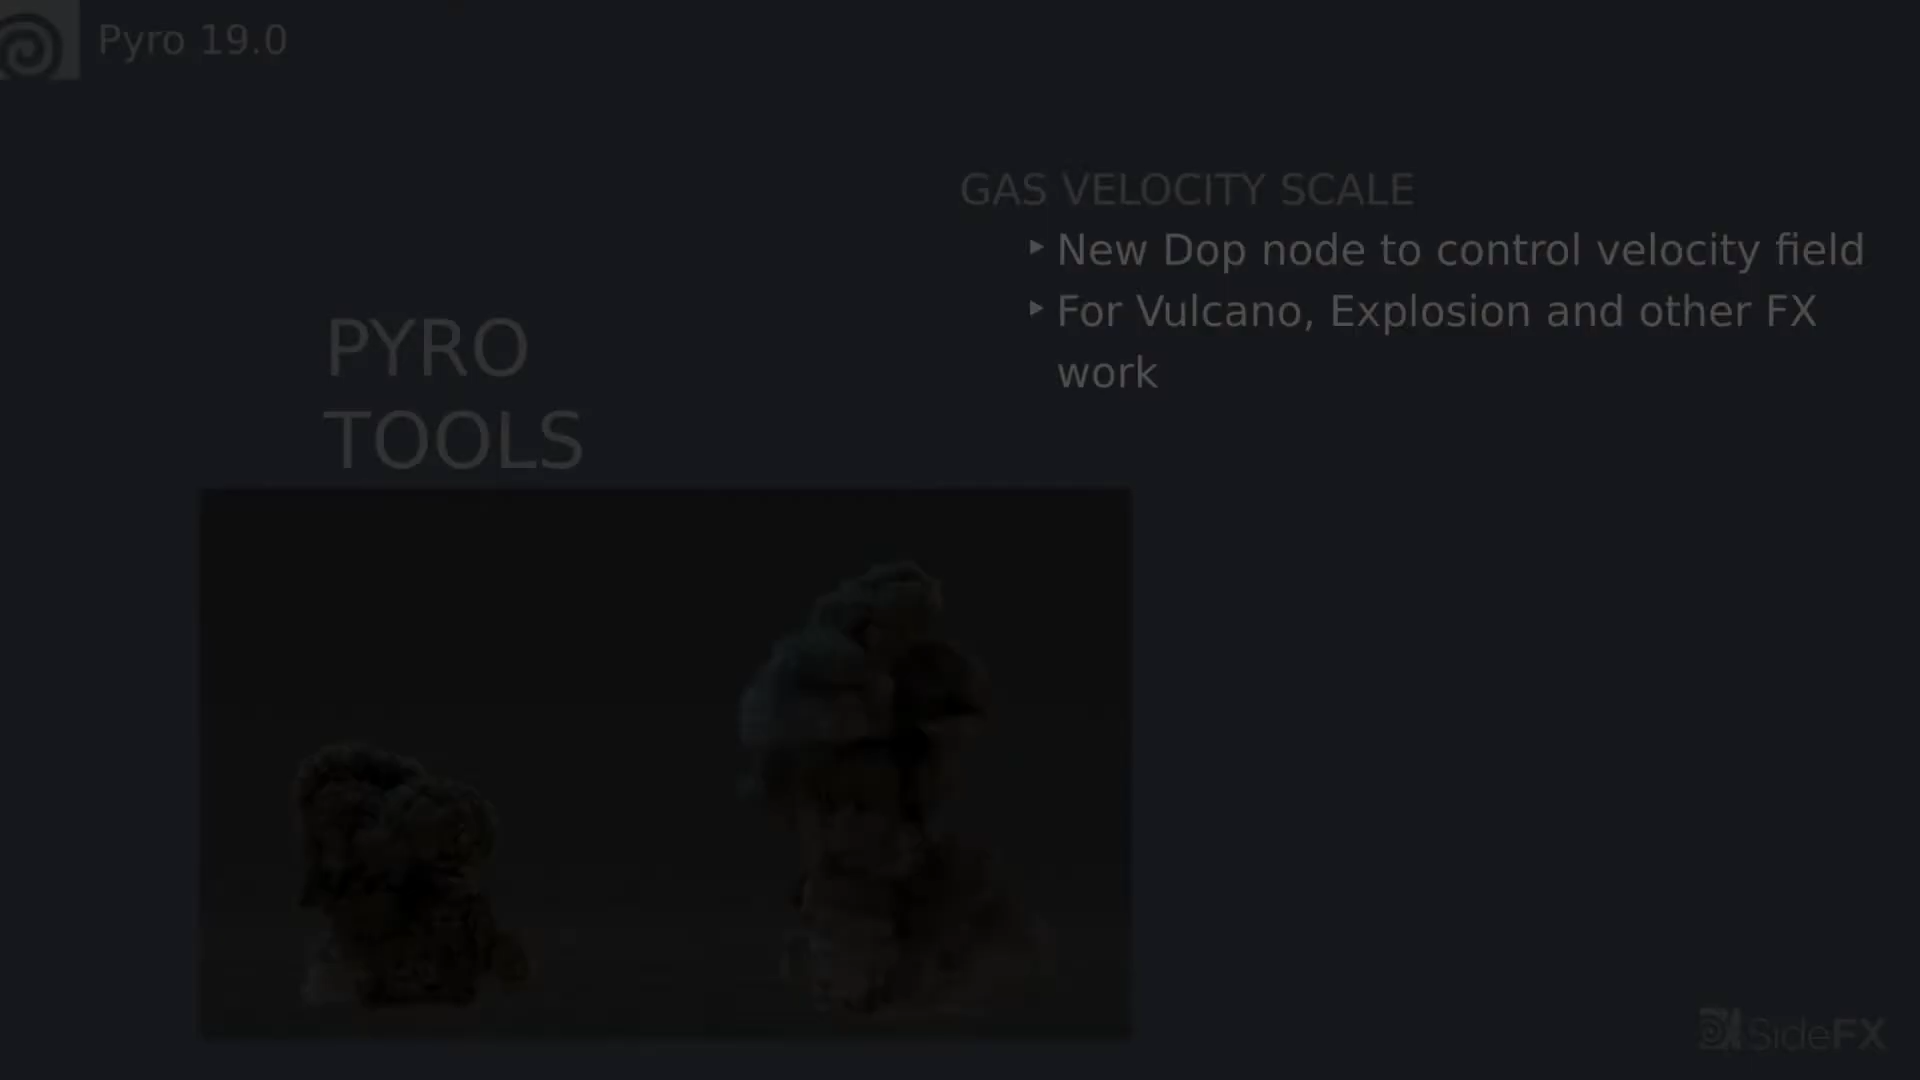 Pyro 19.0
PYRO
TOOLS
GAS VELOCITY SCALE
‣ New Dop node to control velocity field
‣ For Vulcano, Explosion and other FX
work
SideFX